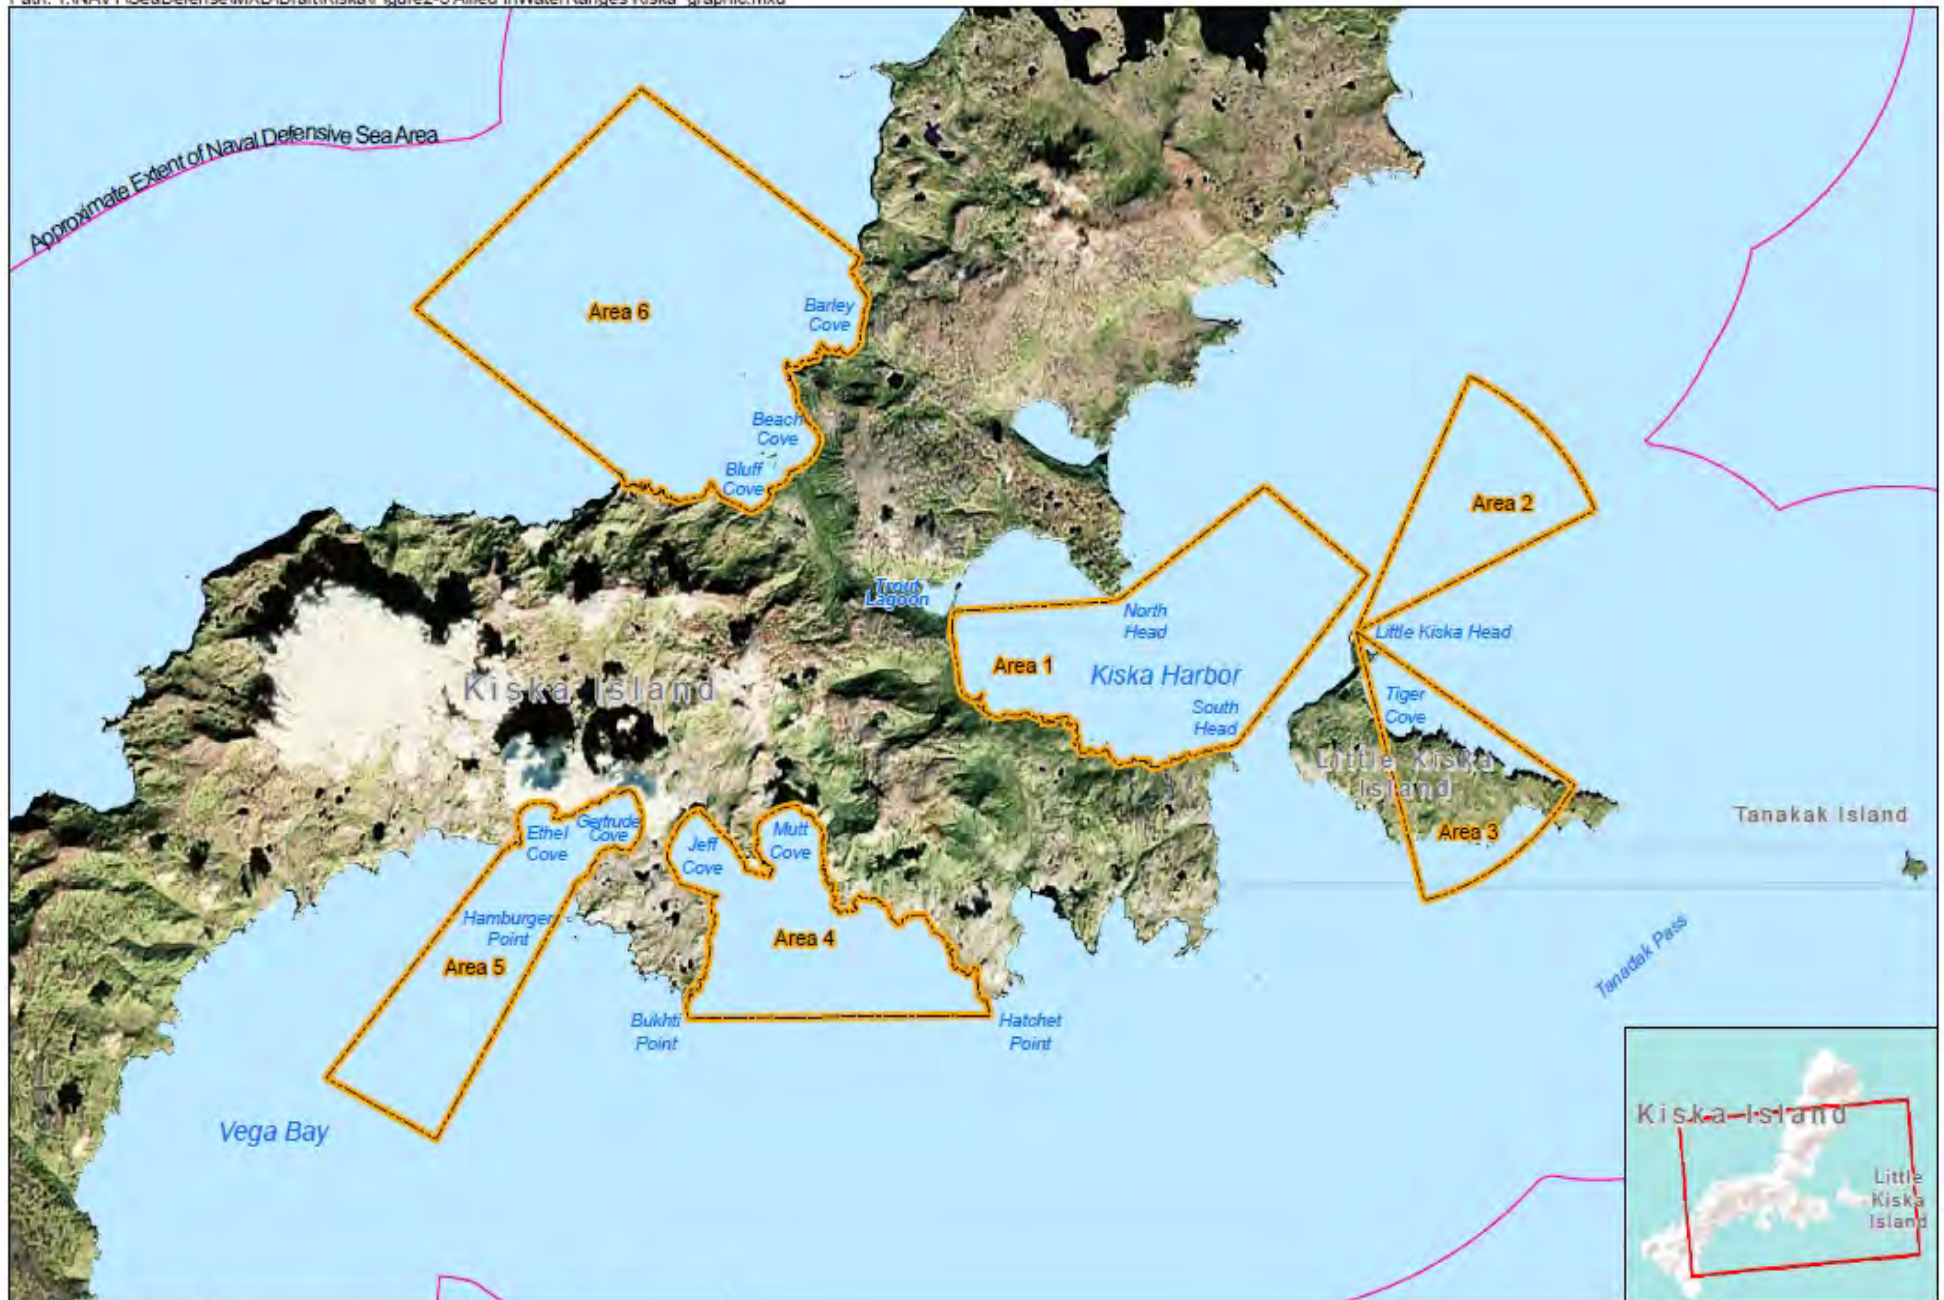 Approximate Extent of Naval Defensive Sea Area
Area 6
Barley
Cove
Beach
Cove
Bluff
Cove
Area 2
Trout
Lagoon
North
Head
Little Kiska Head
Area 1
Kiska Harbor
Kiska Island
South
Head
Tiger
Cove
Little Kiska
Island
Tanakak Island
Area 3
Ethel
Cove
Gertrude
Cove
Jeff
Cove
Mutt
Cove
Hamburger
Point
Area 4
Area 5
Tanadak Pass
Bukhti
Point
Hatchet
Point
Vega Bay
Kiska Island
Little
Kiska
Island